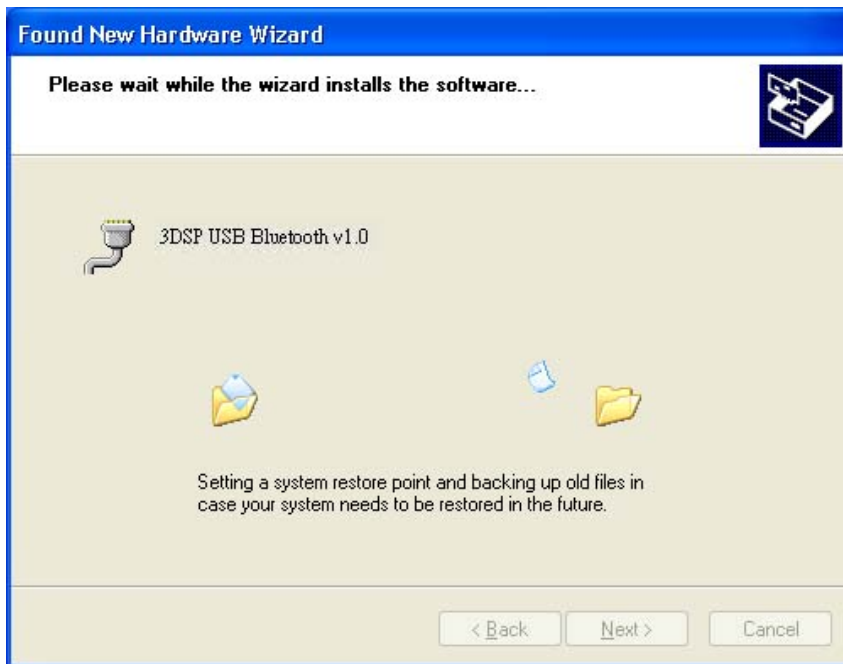 Found New Hardware Wizard
Please wait while the wizard installs the software...
3DSP USB Bluetooth v1.0
Setting a system restore point and backing up old files in
case your system needs to be restored in the future.
< Back
Next >
Cancel